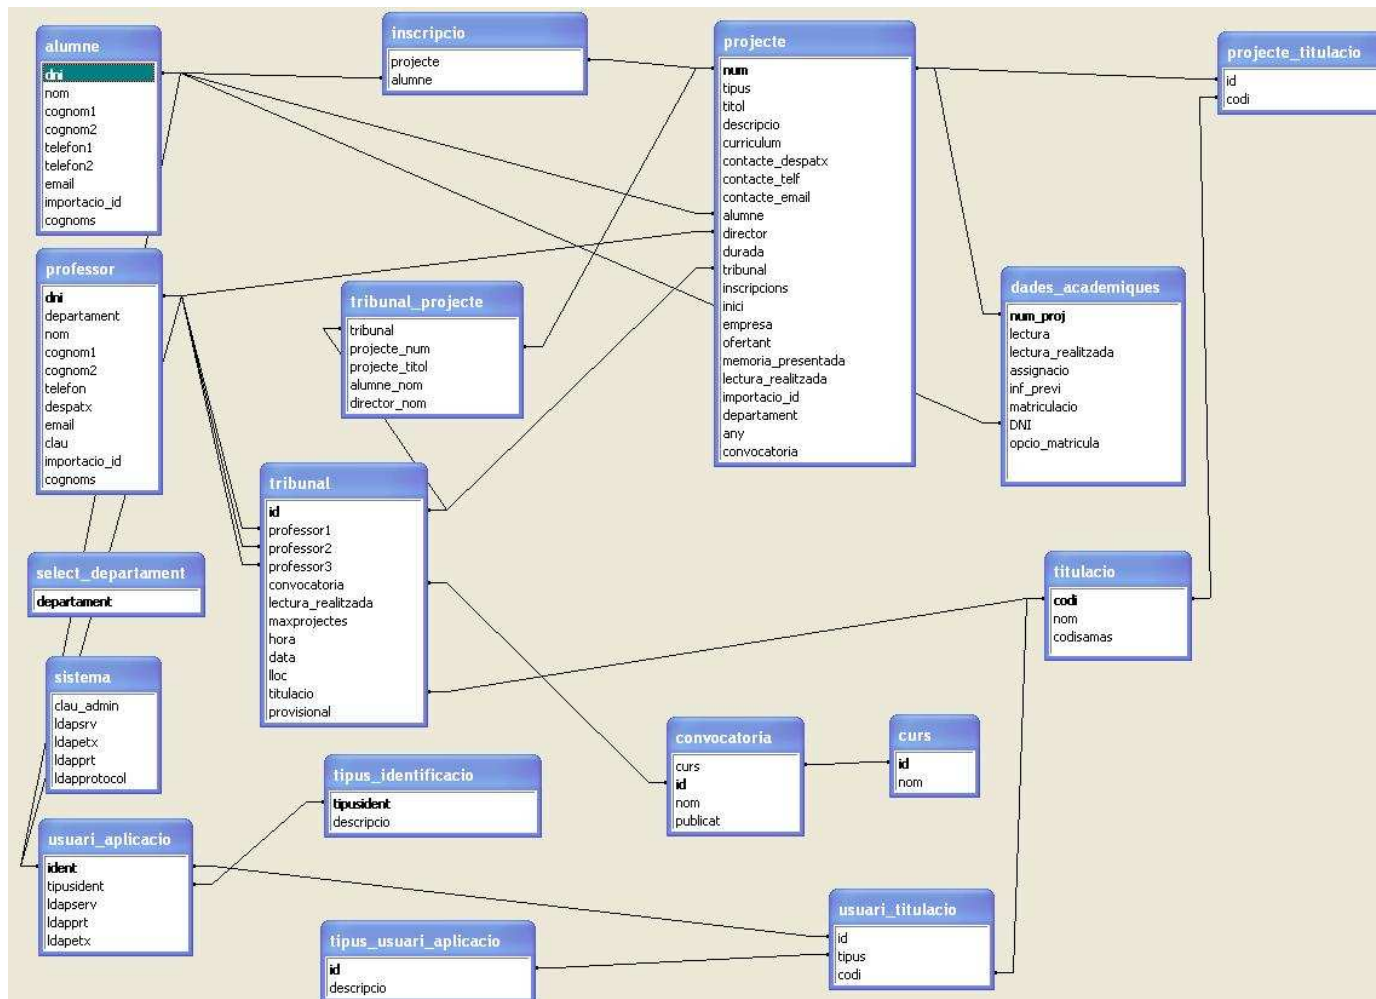 alumne
dni
nom
cognom1
cognom2
telefon1
telefon2
email
importacio_id
cognoms
inscripcio
projecte
alumne
projecte
num
tipus
titol
descripcio
curriculum
contacte_despatx
contacte_telf
contacte_email
alumne
director
durada
tribunal
inscripcions
inici
empresa
ofertant
memoria_presentada
lectura_realitzada
importacio_id
departament
any
convocatoria
projecte_titulacio
id
codi
professor
dni
departament
nom
cognom1
cognom2
telefon
despatx
email
clau
importacio_id
cognoms
tribunal_projecte
tribunal
projecte_num
projecte_titol
alumne_nom
director_nom
dades_academiques
num_proj
lectura
lectura_realitzada
assignacio
inf_previ
matriculacio
DNI
opcio_matricula
tribunal
id
professor1
professor2
professor3
convocatoria
lectura_realitzada
maxprojectes
hora
data
lloc
titulacio
provisional
select_departament
departament
titulacio
codi
nom
codisamas
sistema
clau_admin
ldapsrv
ldapetx
ldapprt
ldapprotocol
convocatoria
curs
id
nom
publicat
curs
id
nom
tipus_identificacio
tipusident
descripcio
usuari_aplicacio
ident
tipusident
ldapserv
ldapprt
ldapetx
usuari_titulacio
id
tipus
codi
tipus_usuari_aplicacio
id
descripcio